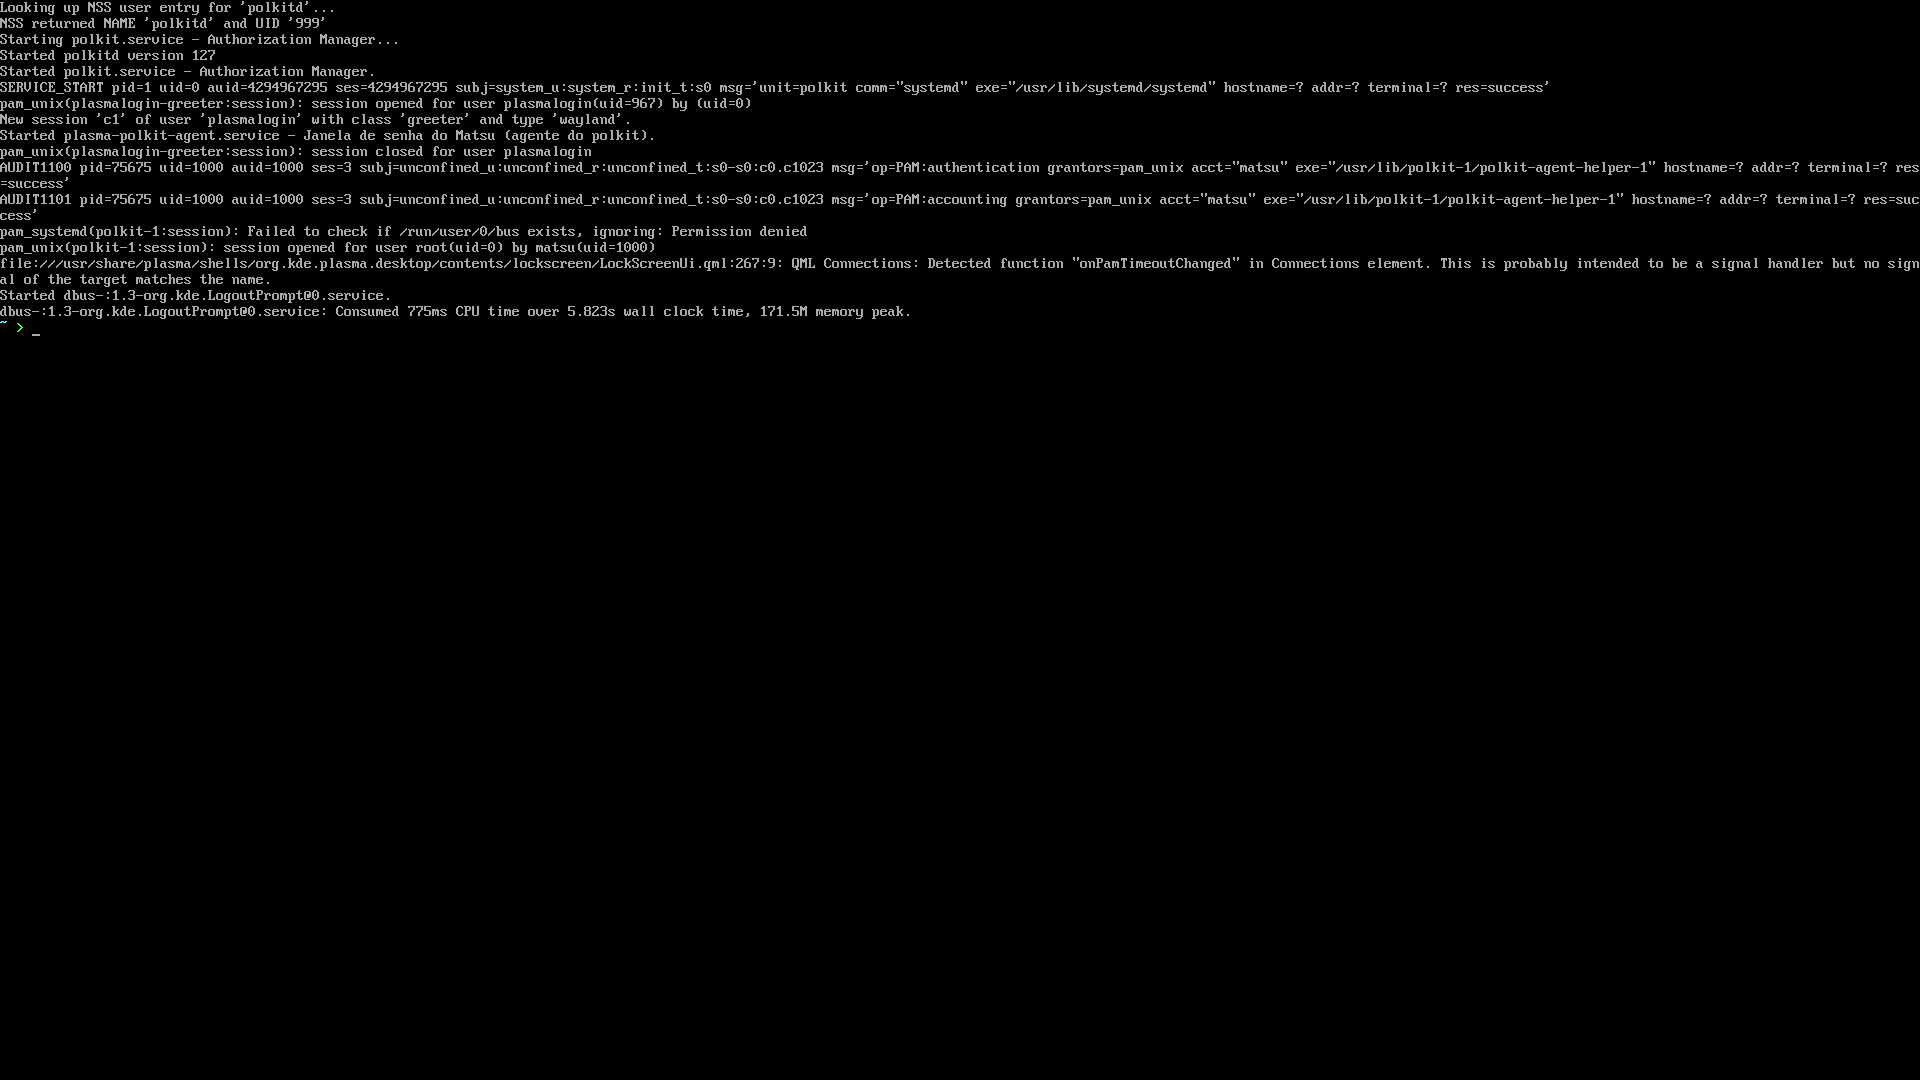 Looking up NSS user entry for 'polkitd'...
NSS returned NAME 'polkitd' and UID '999'
Starting polkit.service - Authorization Manager...
Started polkitd version 127
Started polkit.service - Authorization Manager.
SERVICE_START pid=1 uid=0 auid=4294967295 ses=4294967295 subj=system_u:system_r:init_t:s0 msg='unit=polkit comm="systemd" exe="/usr/lib/systemd/systemd" hostname=? addr=? terminal=? res=success'
pam_unix(plasmalogin-greeter:session): session opened for user plasmalogin(uid=967) by (uid=0)
New session 'c1' of user 'plasmalogin' with class 'greeter' and type 'wayland'.
Started plasma-polkit-agent.service - Janela de senha do Matsu (agente do polkit).
pam_unix(plasmalogin-greeter:session): session closed for user plasmalogin
AUDIT1100 pid=75675 uid=1000 auid=1000 ses=3 subj=unconfined_u:unconfined_r:unconfined_t:s0-s0:c0.c1023 msg='op=PAM:authentication grantors=pam_unix acct="matsu" exe="/usr/lib/polkit-1/polkit-agent-helper-1" hostname=? addr=? terminal=? res
=success'
AUDIT1101 pid=75675 uid=1000 auid=1000 ses=3 subj=unconfined_u:unconfined_r:unconfined_t:s0-s0:c0.c1023 msg='op=PAM:accounting grantors=pam_unix acct="matsu" exe="/usr/lib/polkit-1/polkit-agent-helper-1" hostname=? addr=? terminal=? res=suc
cess'
pam_systemd(polkit-1:session): Failed to check if /run/user/0/bus exists, ignoring: Permission denied
pam_unix(polkit-1:session): session opened for user root(uid=0) by matsu(uid=1000)
file:///usr/share/plasma/shells/org.kde.plasma.desktop/contents/lockscreen/LockScreenUi.qml:267:9: QML Connections: Detected function "onPamTimeoutChanged" in Connections element. This is probably intended to be a signal handler but no sign
al of the target matches the name.
Started dbus-:1.3-org.kde.LogoutPrompt@0.service.
dbus-:1.3-org.kde.LogoutPrompt@0.service: Consumed 775ms CPU time over 5.823s wall clock time, 171.5M memory peak.
~ > _